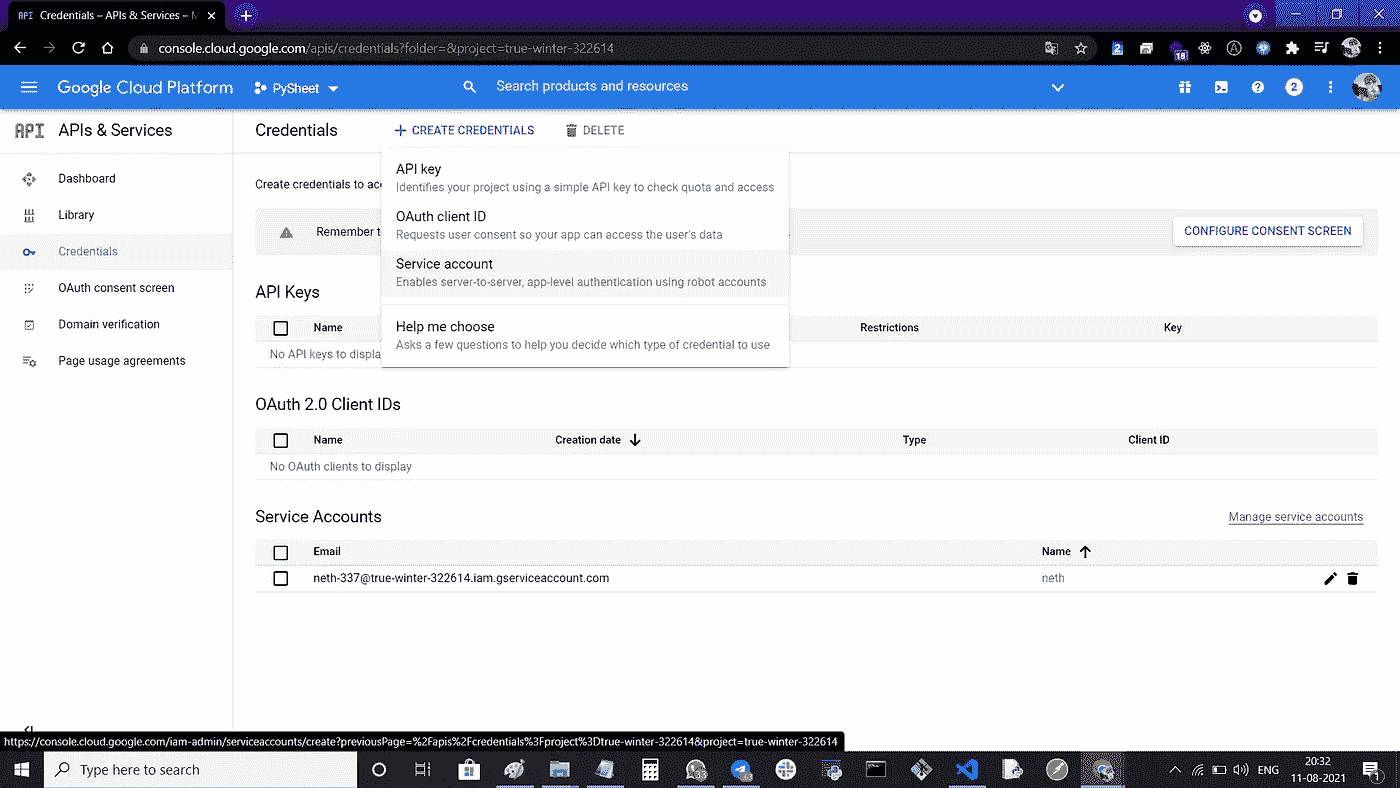 API Credentials – APIs & Services –
console.cloud.google.com/apis/credentials?folder=&project=true-winter-322614
2
18
Google Cloud Platform
PySheet
Search products and resources
2
API APIs & Services
Credentials
CREATE CREDENTIALS
DELETE
Dashboard
Library
Credentials
OAuth consent screen
Domain verification
Page usage agreements
API key
Identifies your project using a simple API key to check quota and access
OAuth client ID
Requests user consent so your app can access the user's data
Service account
Enables server-to-server, app-level authentication using robot accounts
Help me choose
Asks a few questions to help you decide which type of credential to use
Create credentials to
Remember
CONFIGURE CONSENT SCREEN
API Keys
Name Restrictions Key
No API keys to
OAuth 2.0 Client IDs
Name Creation date Type Client ID
No OAuth clients to display
Service Accounts
Manage service accounts
Email Name
neth-337@true-winter-322614.iam.gserviceaccount.com neth
https://console.cloud.google.com/iam-admin/serviceaccounts/create?previousPage=%2Fapis%2Fcredentials%3Fproject%3Dtrue-winter-322614&project=true-winter-322614
Type here to search
33
63
ENG
20:32
11-08-2021
1